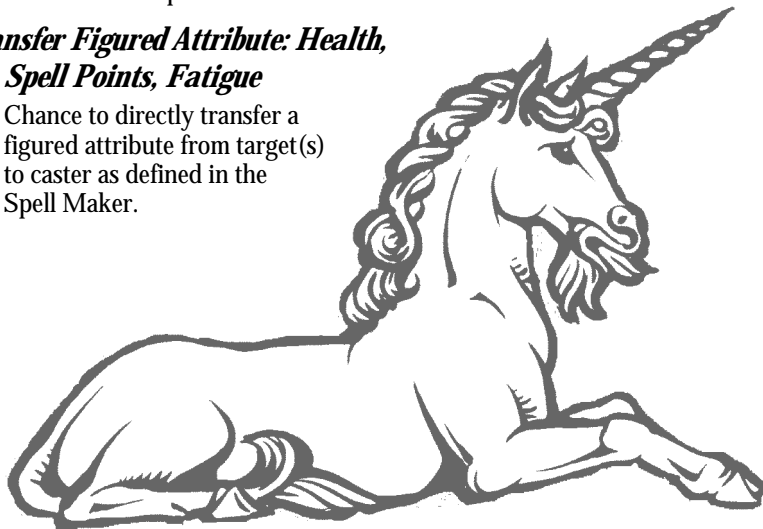 ansfer Figured Attribute: Health,
Spell Points, Fatigue
Chance to directly transfer a
figured attribute from target(s)
to caster as defined in the
Spell Maker.